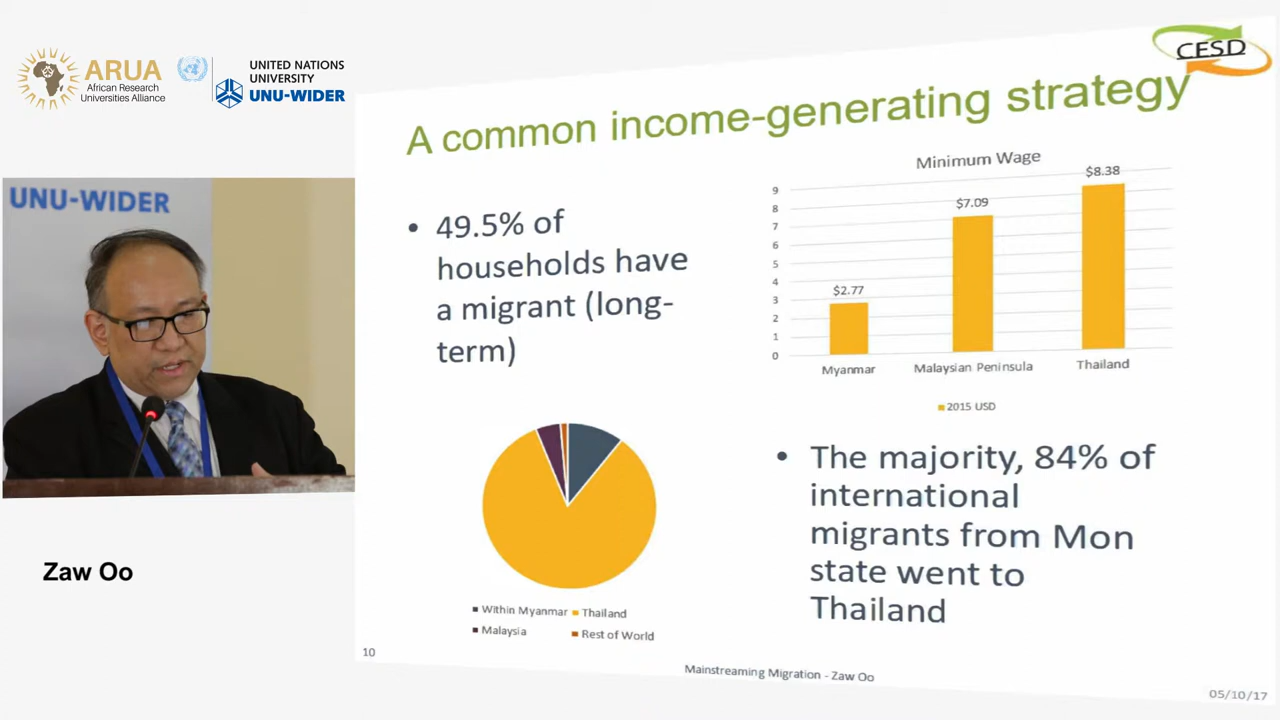 ARUA
African Research
Universities Alliance
UNITED NATIONS
UNIVERSITY
UNU-WIDER
CESD
A common income-generating strategy
UNU-WIDER
• 49.5% of
households have
a migrant (long-
term)
Minimum Wage
9
8
7
6
5
4
3
2
1
0
$2.77
$7.09
$8.38
Myanmar
Malaysian Peninsula
Thailand
2015 USD
Within Myanmar
Thailand
Malaysia
Rest of World
• The majority, 84% of
international
migrants from Mon
state went to
Thailand
Zaw Oo
10
Mainstreaming Migration - Zaw Oo
05/10/17